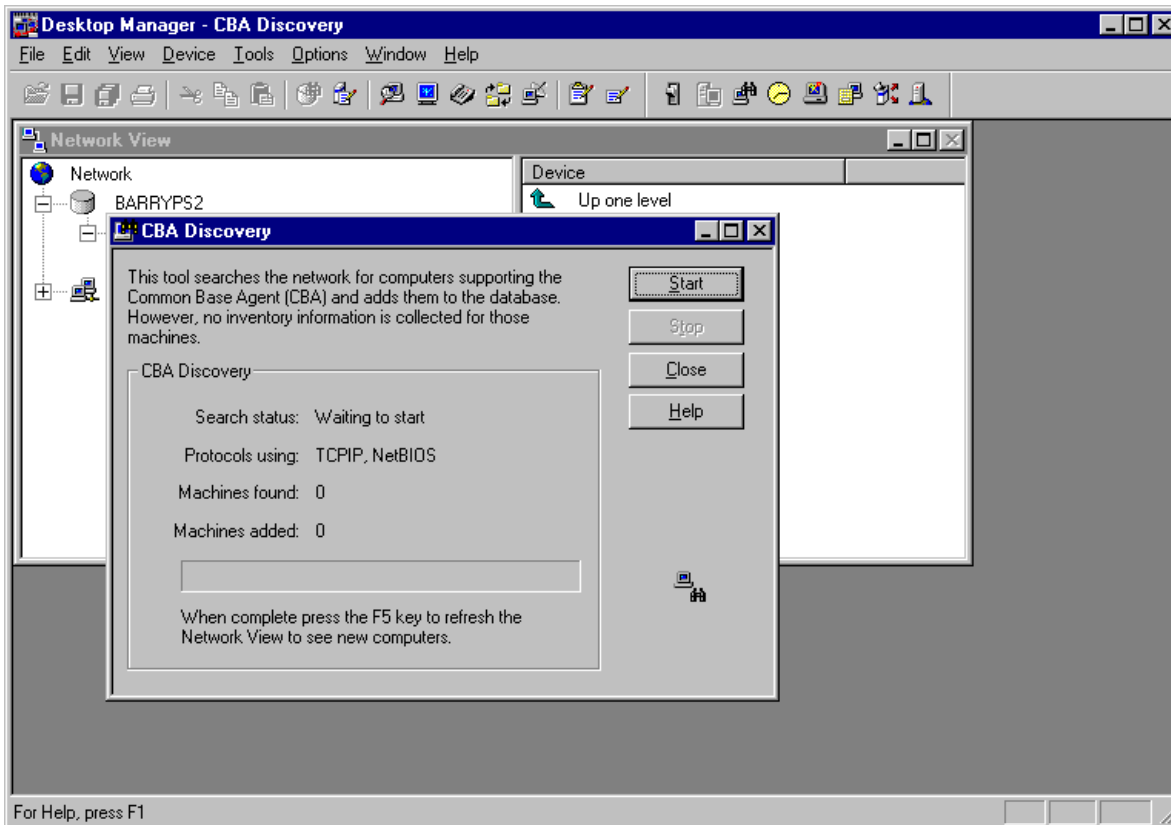 Desktop Manager - CBA Discovery
File Edit View Device Tools Options Window Help
Network View
Network
Device
BARRYPS2
Up one level
CBA Discovery
This tool searches the network for computers supporting the
Common Base Agent (CBA) and adds them to the database.
However, no inventory information is collected for those
machines.
Start
Stop
Close
Help
CBA Discovery
Search status: Waiting to start
Protocols using: TCPIP, NetBIOS
Machines found: 0
Machines added: 0
When complete press the F5 key to refresh the
Network View to see new computers.
For Help, press F1